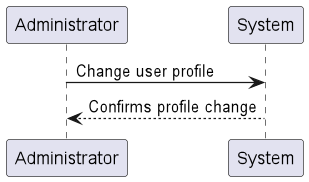 Administrator System
Change user profile
Confirms profile change
Administrator System